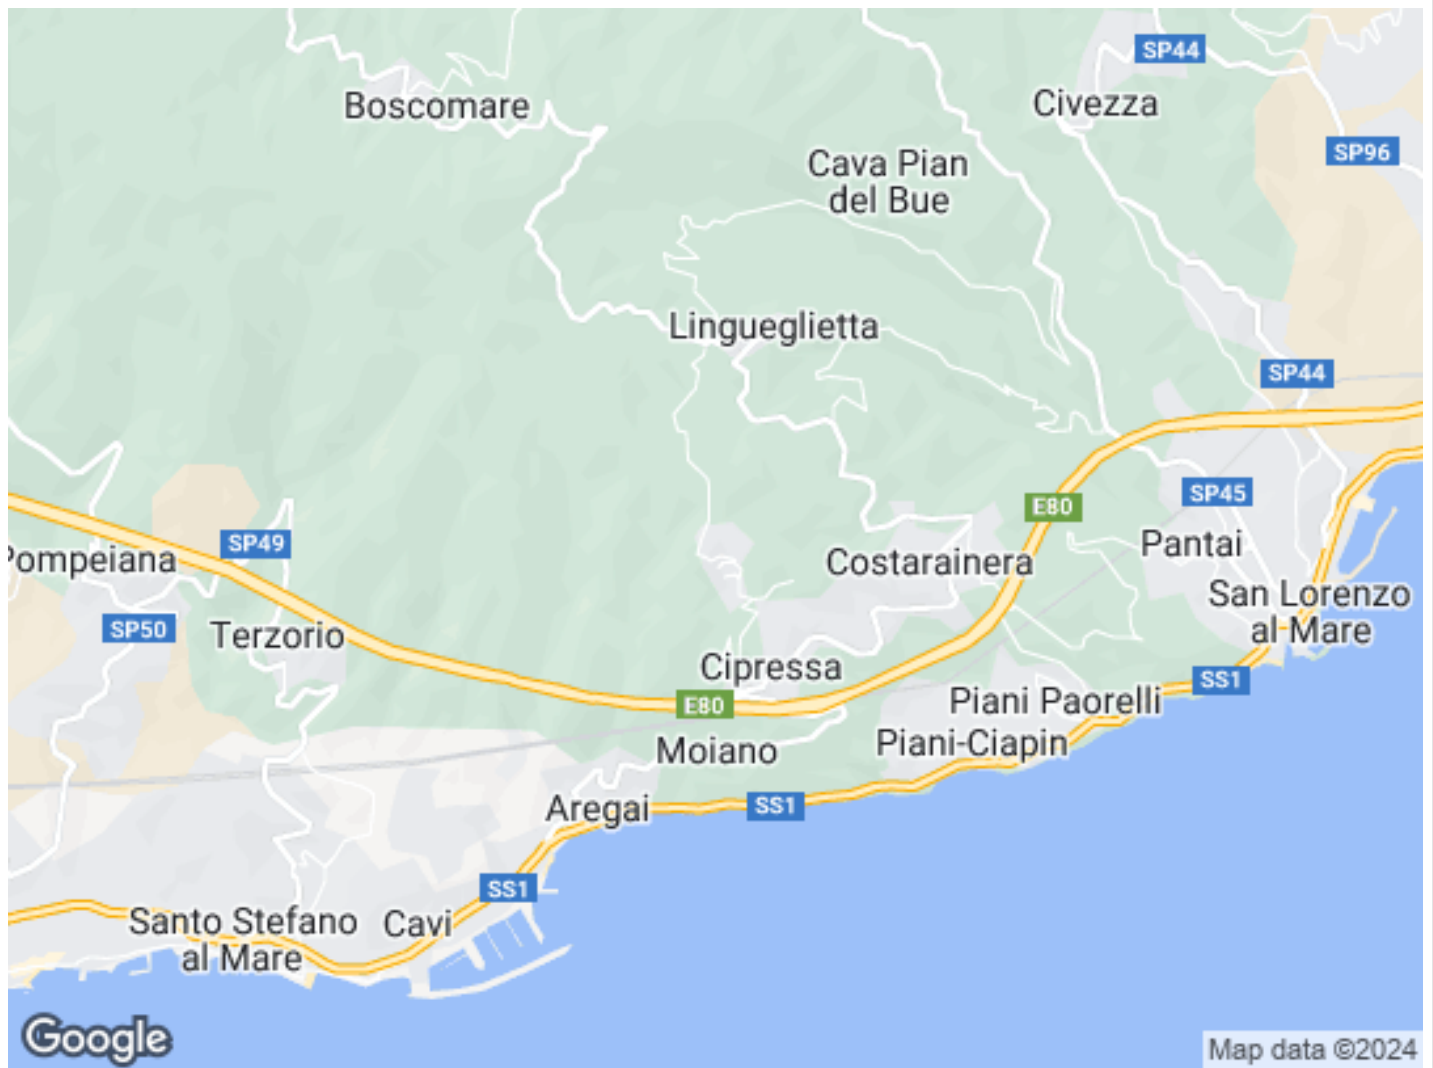 SP44
Boscomare
Civezza
SP96
Cava Pian
del Bue
Lingueglietta
SP44
SP45
E80
SP49
Pantai
Pompeiana
Costarainera
San Lorenzo
al Mare
SP50
Terzorio
Cipressa
SS1
E80
Piani Paorelli
Moiano
Piani-Ciapin
Aregai
SS1
SS1
Santo Stefano
al Mare
Cavi
Google
Map data ©2024